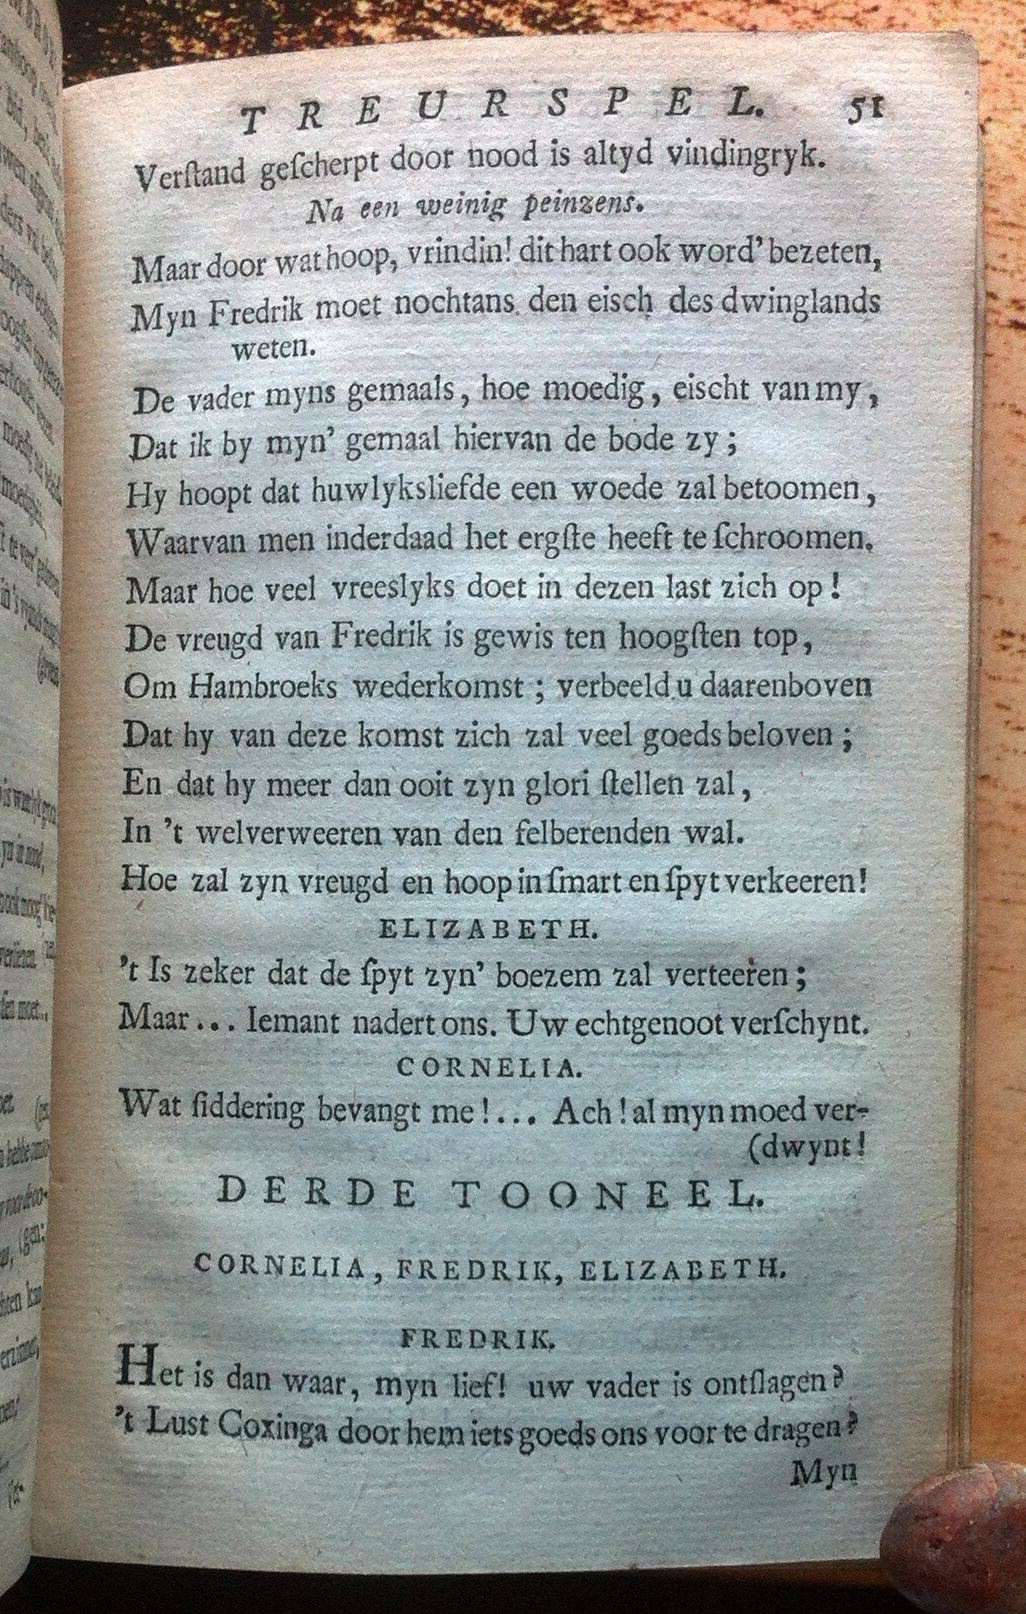 TREURSPEL. 51
Verſtand geſcherpt door nood is altyd vindingryk.
Na een weinig peinzens.
Maar door wat hoop, vrindin! dit hart ook word' bezeten,
Myn Fredrik moet nochtans den eisch des dwinglands
weten.
De vader myns gemaals, hoe moedig, eischt van my,
Dat ik by myn' gemaal hiervan de bode zy;
Hy hoopt dat huwlyksliefde een woede zal betoomen,
Waarvan men inderdaad het ergſte heeft te ſchroomen.
Maar hoe veel vreeslyks doet in dezen last zich op!
De vreugd van Fredrik is gewis ten hoogſten top,
Om Hambroeks wederkomst; verbeeld u daarenboven
Dat hy van deze komst zich zal veel goeds beloven;
En dat hy meer dan ooit zyn glori ſtellen zal,
In 't welverweeren van den felberenden wal.
Hoe zal zyn vreugd en hoop in ſmart en ſpyt verkeeren!
ELIZABETH.
't Is zeker dat de ſpyt zyn' boezem zal verteeren;
Maar... Iemant nadert ons. Uw echtgenoot verſchynt.
CORNELIA.
Wat ſiddering bevangt me!... Ach! al myn moed ver-
(dwynt!
DERDE TOONEEL.
CORNELIA, FREDRIK, ELIZABETH.
FREDRIK.
Het is dan waar, myn lief! uw vader is ontſlagen?
't Lust Coxinga door hem iets goeds ons voor te dragen?
Myn